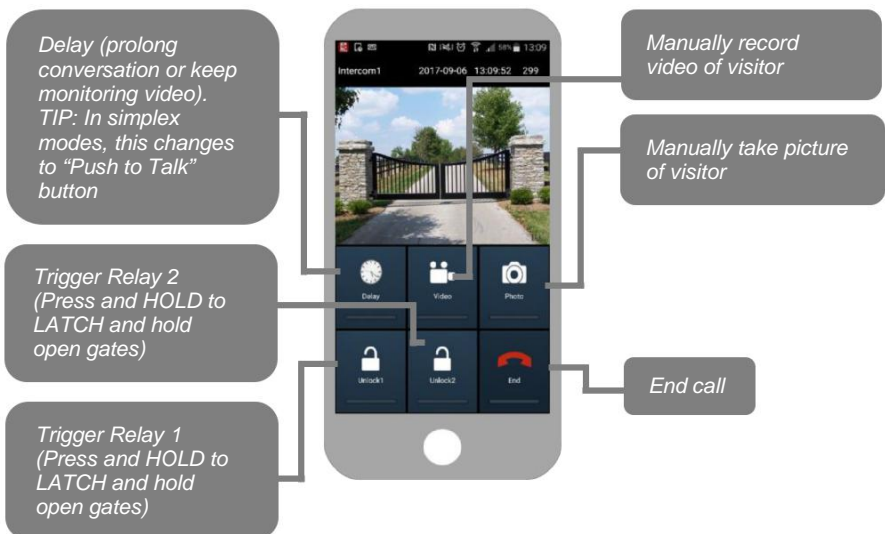 Delay (prolong
conversation or keep
monitoring video).
TIP: In simplex
modes, this changes
to “Push to Talk”
button
Trigger Relay 2
(Press and HOLD to
LATCH and hold
open gates)
Trigger Relay 1
(Press and HOLD to
LATCH and hold
open gates)
58% 13:09
Intercom1 2017-09-06 13:09:52 299
Delay Video Photo
Unlock1 Unlock2 End
Manually record
video of visitor
Manually take picture
of visitor
End call